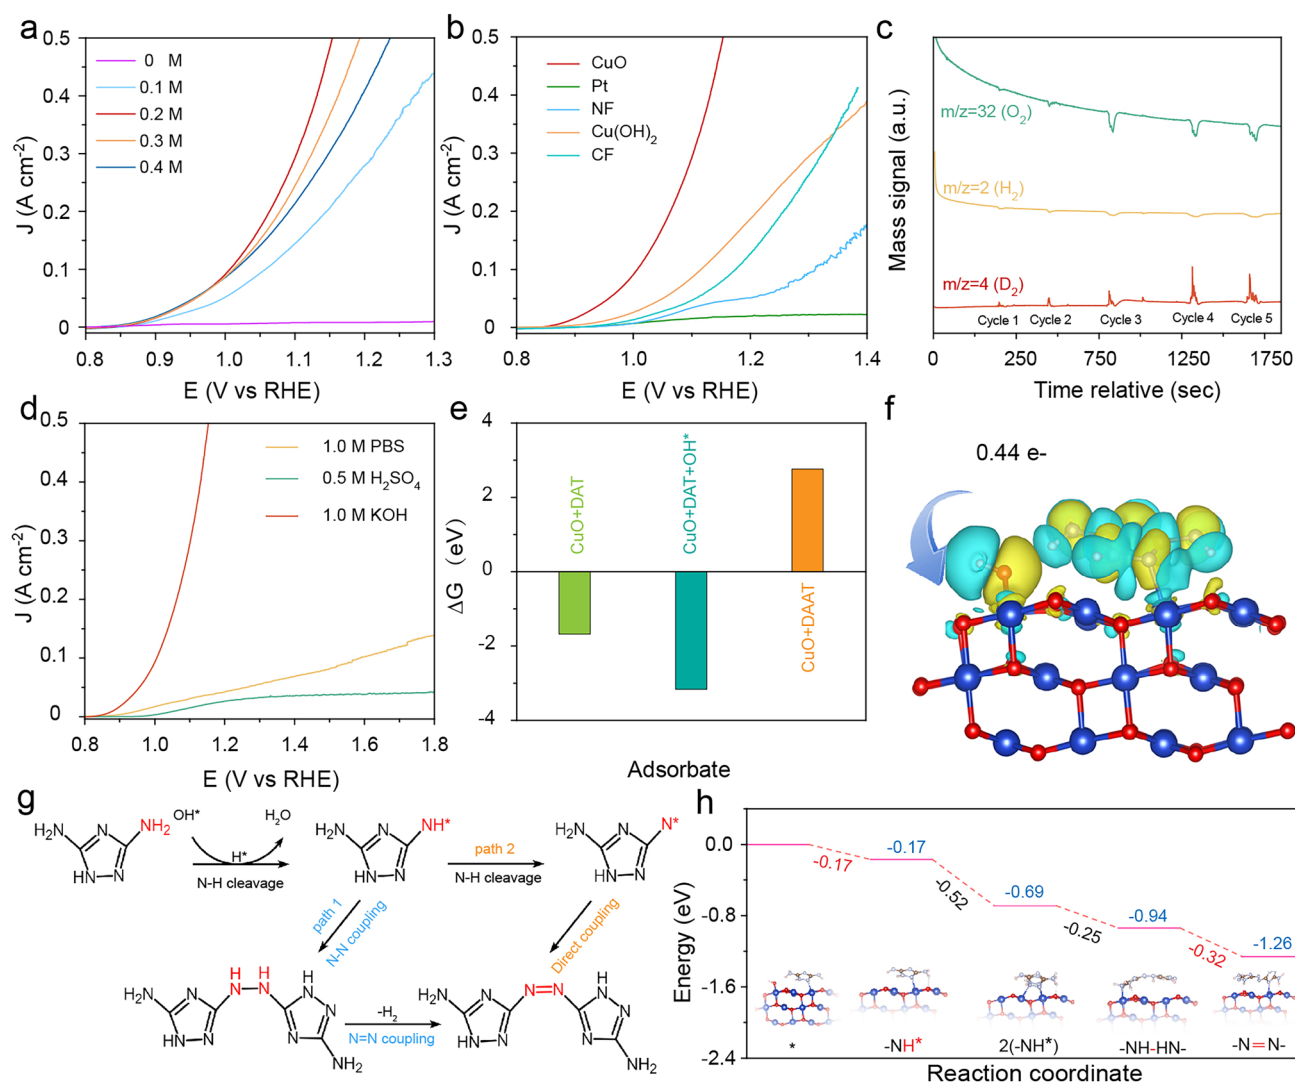 a
0.5
0.4
0.3
0.2
0.1
0
J (A cm-2)
0 M
0.1 M
0.2 M
0.3 M
0.4 M
0.8 0.9 1.0 1.1 1.2 1.3
E (V vs RHE)
b
0.5
0.4
0.3
0.2
0.1
0
J (A cm-2)
CuO
Pt
NF
Cu(OH)2
CF
0.8 1.0 1.2 1.4
E (V vs RHE)
c
Mass signal (a.u.)
m/z=32 (O2)
m/z=2 (H2)
m/z=4 (D2)
Cycle 1 Cycle 2 Cycle 3 Cycle 4 Cycle 5
0 250 750 1250 1750
Time relative (sec)
d
0.5
0.4
0.3
0.2
0.1
0
J (A cm-2)
1.0 M PBS
0.5 M H2SO4
1.0 M KOH
0.8 1.0 1.2 1.4 1.6 1.8
E (V vs RHE)
e
4
2
0
-2
-4
ΔG (eV)
CuO+DAT
CuO+DAT+OH*
CuO+DAAT
Adsorbate
f
0.44 e-
g
H2N
N
NH2
HN
N
OH*
H2O
H*
N-H cleavage
H2N
N
NH*
HN
N
path 2
N-H cleavage
H2N
N
N*
HN
N
path 1
N-N coupling
Direct coupling
H2N
N
H
N
H
N
H
N
N
N
HN
N
NH2
-H2
N=N coupling
H2N
N
N=N
H
N
N
N
HN
N
NH2
h
0.0
-0.8
-1.6
-2.4
Energy (eV)
-0.17
-0.17
-0.52
-0.69
-0.25
-0.94
-0.32
-1.26
*
-NH*
2(-NH*)
-NH-HN-
-N=N-
Reaction coordinate